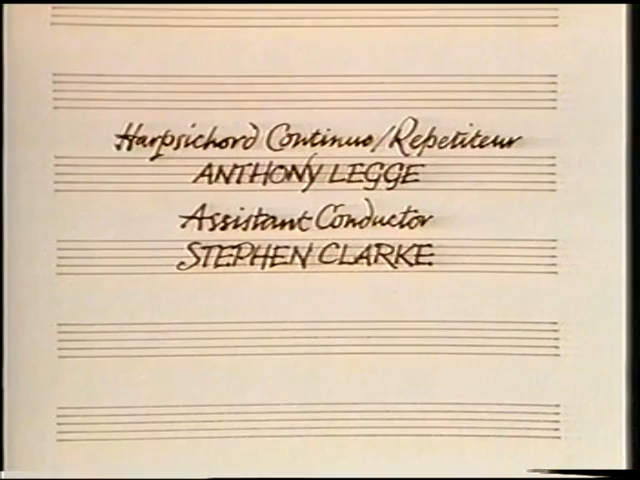 Harpsichord Continuo/Repetiteur
ANTHONY LEGGE
Assistant Conductor
STEPHEN CLARKE